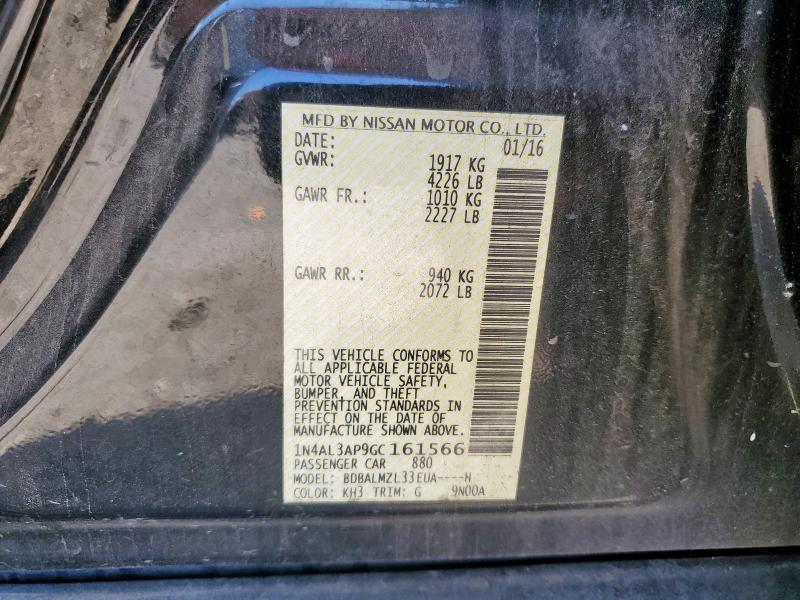 MFD BY NISSAN MOTOR CO., LTD.
DATE: 01/16
GVWR: 1917 KG
4226 LB
GAWR FR.: 1010 KG
2227 LB
GAWR RR.: 940 KG
2072 LB
THIS VEHICLE CONFORMS TO
ALL APPLICABLE FEDERAL
MOTOR VEHICLE SAFETY,
BUMPER, AND THEFT
PREVENTION STANDARDS IN
EFFECT ON THE DATE OF
MANUFACTURE SHOWN ABOVE.
1N4AL3AP9GC161566
PASSENGER CAR 880
MODEL: BDBALMZL33EUA----H
COLOR: KH3 TRIM: G 9N00A